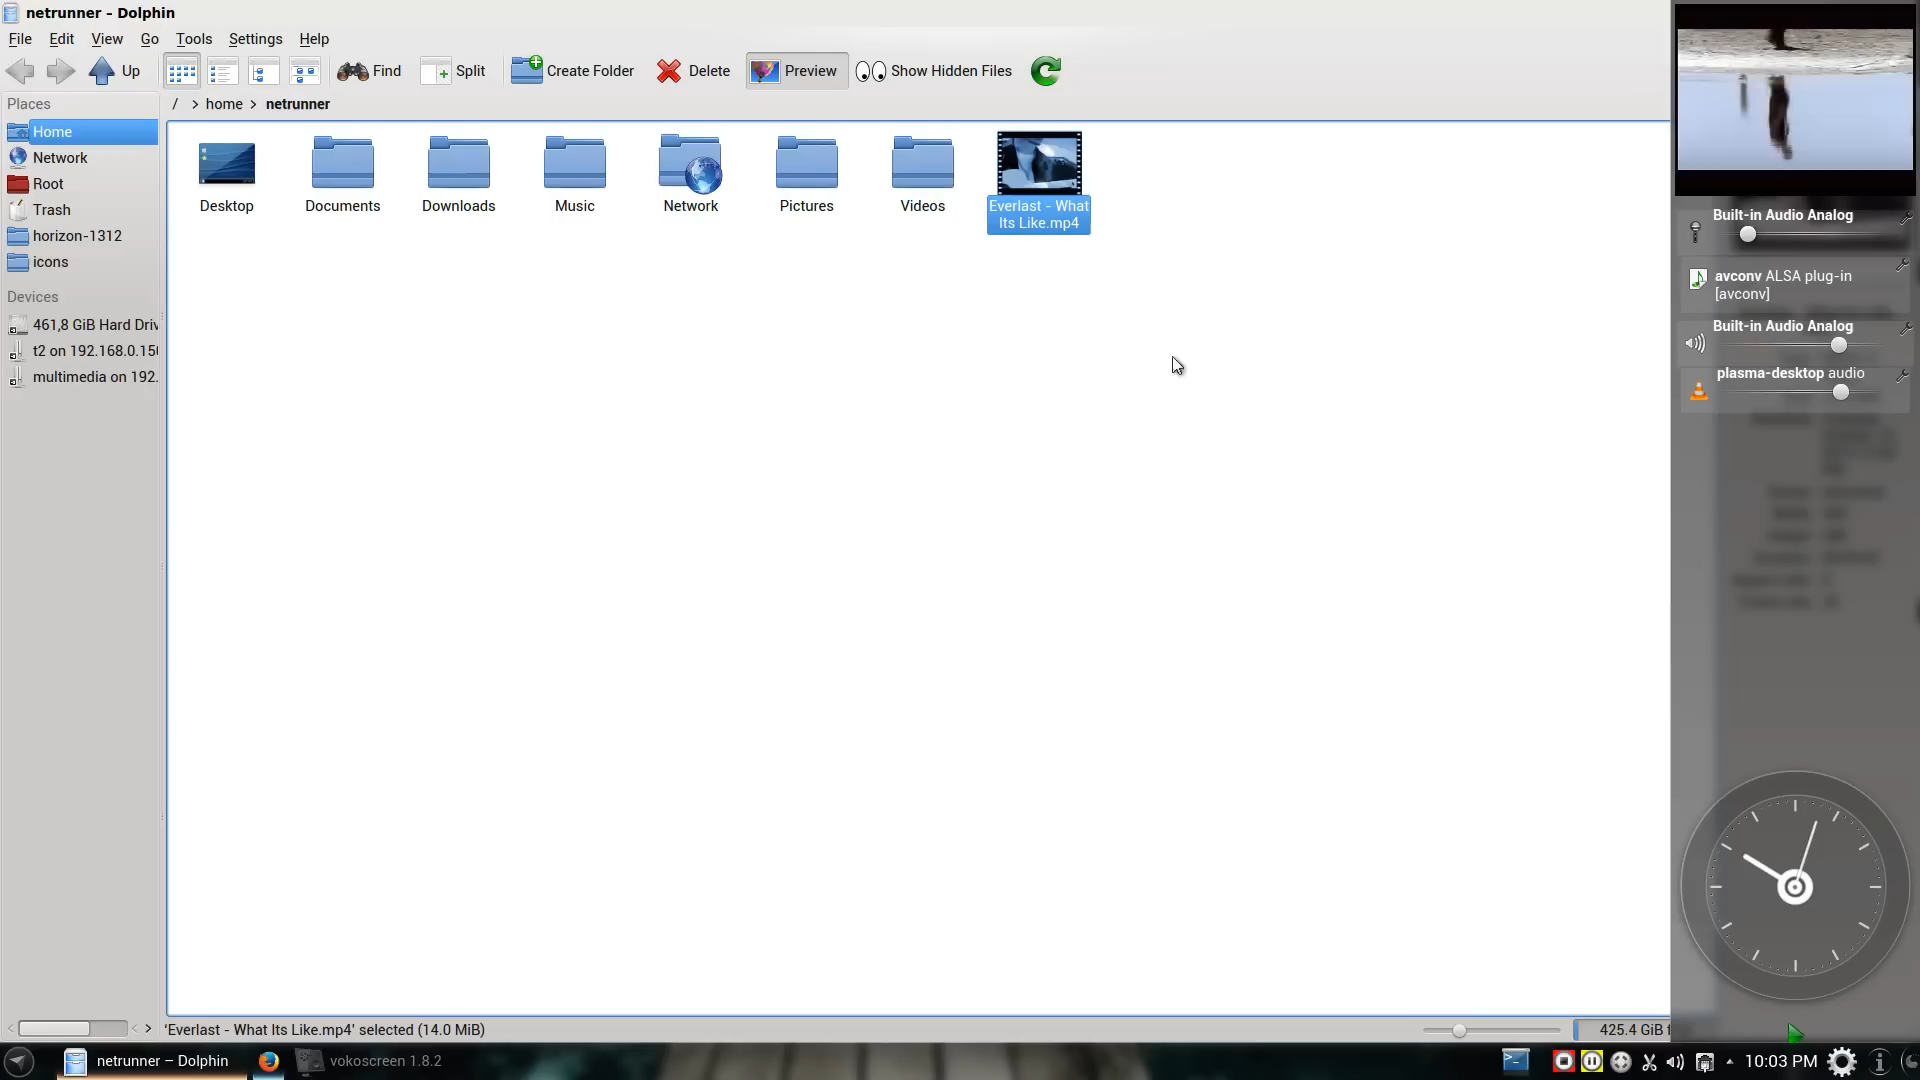 netrunner – Dolphin
File Edit View Go Tools Settings Help
Up Find Split Create Folder Delete Preview Show Hidden Files
Places
/ > home > netrunner
Home
Network
Root
Trash
horizon-1312
icons
Devices
461,8 GiB Hard Driv
t2 on 192.168.0.150
multimedia on 192.
Desktop
Documents
Downloads
Music
Network
Pictures
Videos
Everlast - What
Its Like.mp4
Built-in Audio Analog
avconv ALSA plug-in
[avconv]
Built-in Audio Analog
plasma-desktop audio
'Everlast - What Its Like.mp4' selected (14.0 MiB)
425.4 GiB f
netrunner – Dolphin
vokoscreen 1.8.2
10:03 PM